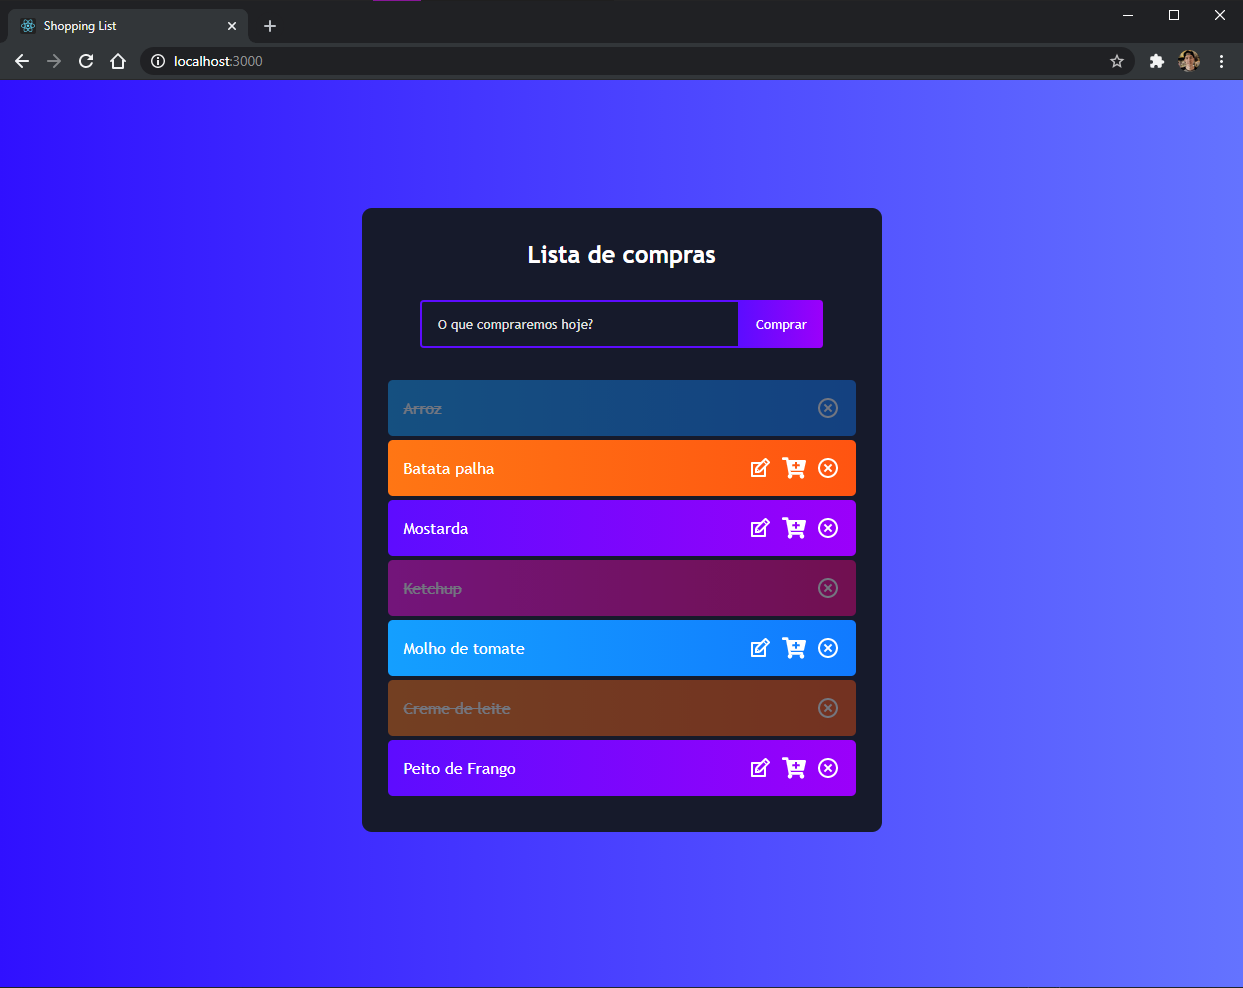 Shopping List
localhost:3000
Lista de compras
O que compraremos hoje?
Comprar
Arroz
Batata palha
Mostarda
Ketchup
Molho de tomate
Creme de leite
Peito de Frango